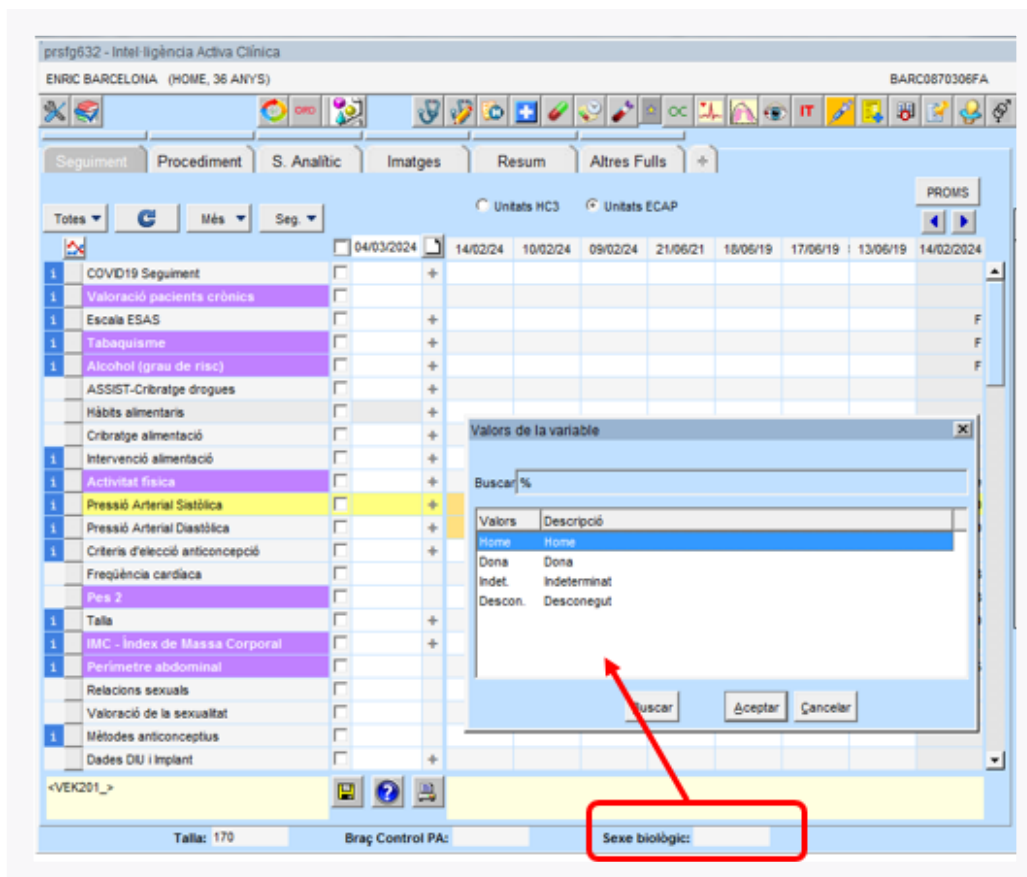 prsfg632 - Intel·ligència Activa Clínica
ENRIC BARCELONA (HOME, 36 ANYS) BARC0870306FA
OPD OC IT
Seguiment Procediment S. Analític Imatges Resum Altres Fulls +
PROMS
Totes Més Seg. Unitats HC3 Unitats ECAP
04/03/2024 14/02/24 10/02/24 09/02/24 21/06/21 18/06/19 17/06/19 13/06/19 14/02/2024
i COVID19 Seguiment +
i Valoració pacients crònics
i Escala ESAS + F
i Tabaquisme + F
i Alcohol (grau de risc) + F
ASSIST-Cribratge drogues +
Hàbits alimentaris +
Cribratge alimentació +
i Intervenció alimentació +
i Activitat física +
i Pressió Arterial Sistòlica +
i Pressió Arterial Diastòlica +
i Criteris d'elecció anticoncepció +
Freqüència cardíaca
Pes 2
i Talla +
i IMC - Índex de Massa Corporal +
i Perímetre abdominal
Relacions sexuals
Valoració de la sexualitat
i Mètodes anticonceptius
Dades DIU i Implant +
Valors de la variable
Buscar %
Valors Descripció
Home Home
Dona Dona
Indet. Indeterminat
Descon. Desconegut
Aceptar Cancelar
<VEK201_>
Talla: 170 Braç Control PA: Sexe biològic: